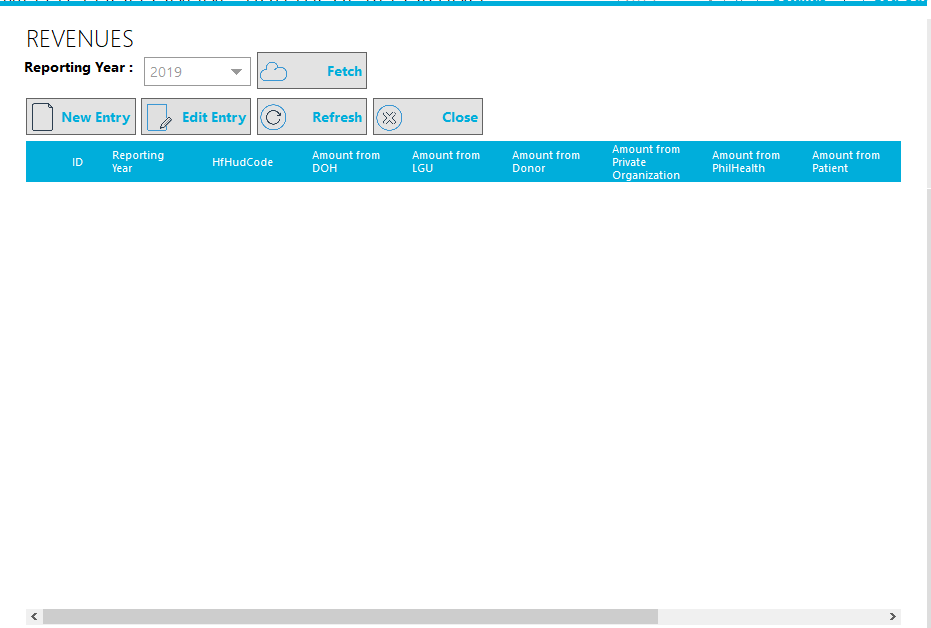 REVENUES
Reporting Year :
2019
Fetch
New Entry
Edit Entry
Refresh
Close
ID
Reporting
Year
HfHudCode
Amount from
DOH
Amount from
LGU
Amount from
Donor
Amount from
Private
Organization
Amount from
PhilHealth
Amount from
Patient